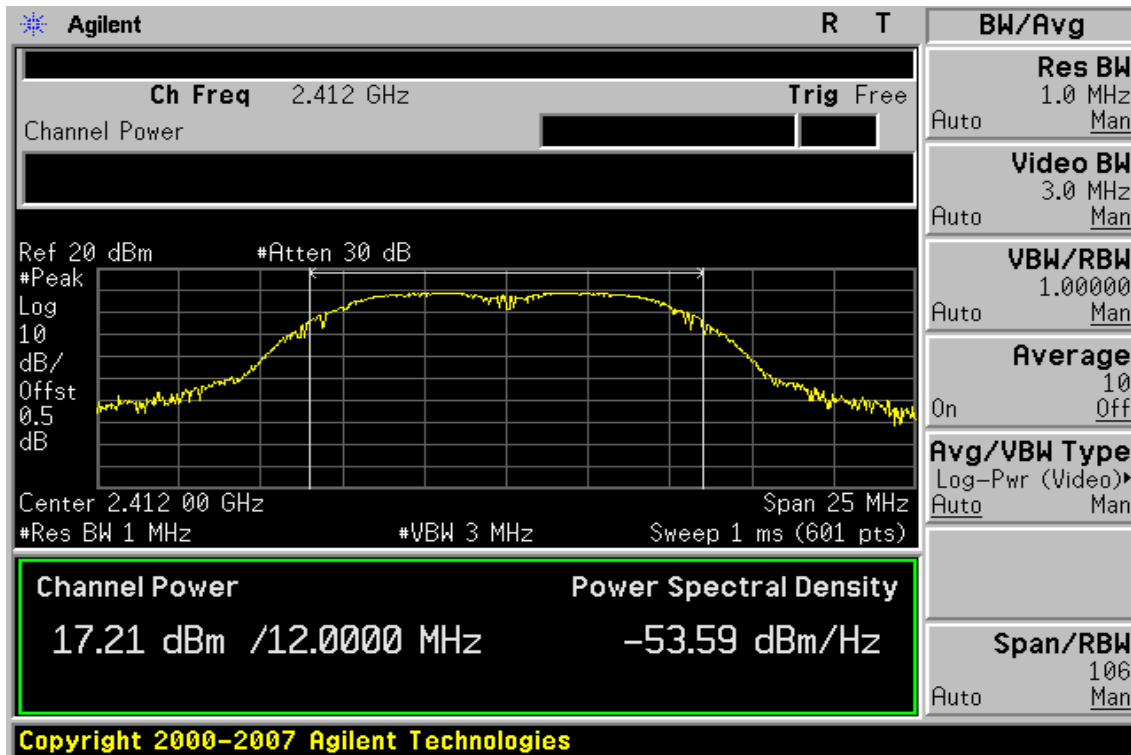 Agilent
R T
BW/Avg
Ch Freq 2.412 GHz
Trig Free
Channel Power
Ref 20 dBm
#Atten 30 dB
#Peak
Log
10
dB/
Offst
0.5
dB
Center 2.412 00 GHz
Span 25 MHz
#Res BW 1 MHz
#VBW 3 MHz
Sweep 1 ms (601 pts)
Channel Power
Power Spectral Density
17.21 dBm /12.0000 MHz
-53.59 dBm/Hz
Res BW
1.0 MHz
Auto Man
Video BW
3.0 MHz
Auto Man
VBW/RBW
1.00000
Auto Man
Average
10
On Off
Avg/VBW Type
Log-Pwr (Video)
Auto Man
Span/RBW
106
Auto Man
Copyright 2000-2007 Agilent Technologies